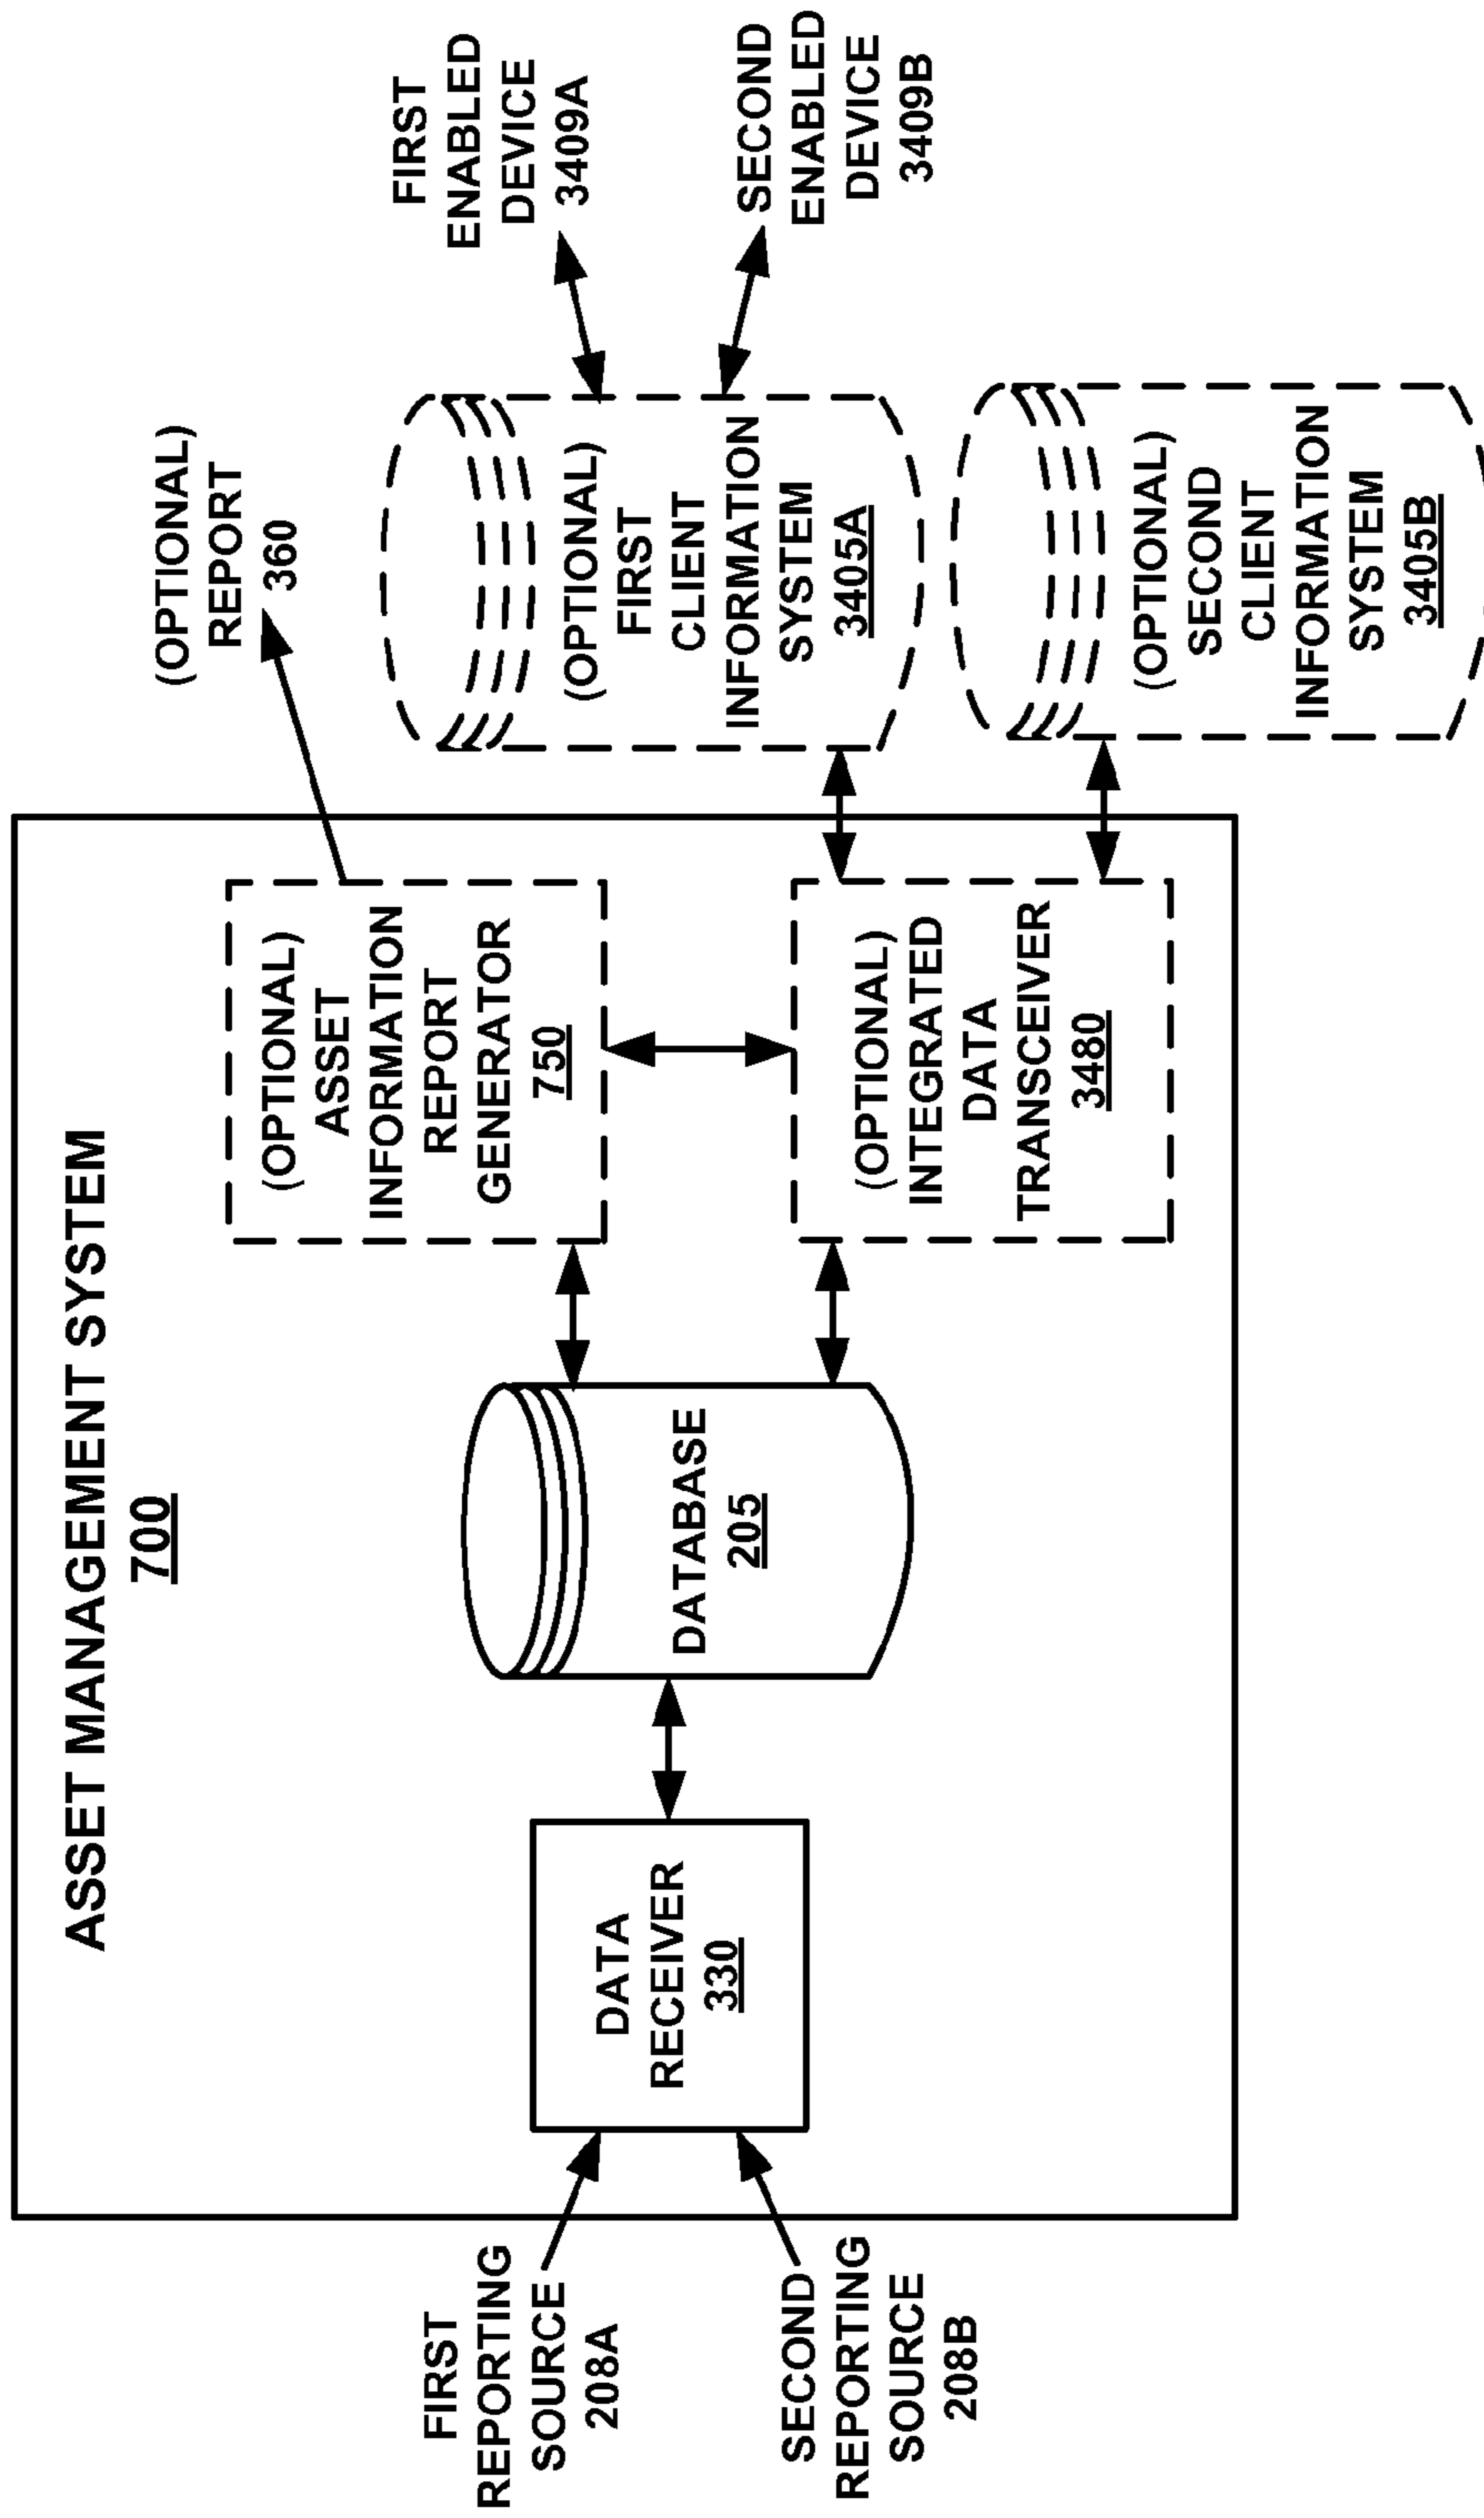 ASSET MANAGEMENT SYSTEM
700
FIRST
REPORTING
SOURCE
208A
SECOND
REPORTING
SOURCE
208B
DATA
RECEIVER
330
DATABASE
205
(OPTIONAL)
ASSET
INFORMATION
REPORT
GENERATOR
750
(OPTIONAL)
INTEGRATED
DATA
TRANSCEIVER
3480
(OPTIONAL)
REPORT
360
(OPTIONAL)
FIRST
CLIENT
INFORMATION
SYSTEM
3405A
(OPTIONAL)
SECOND
CLIENT
INFORMATION
SYSTEM
3405B
FIRST
ENABLED
DEVICE
3409A
SECOND
ENABLED
DEVICE
3409B